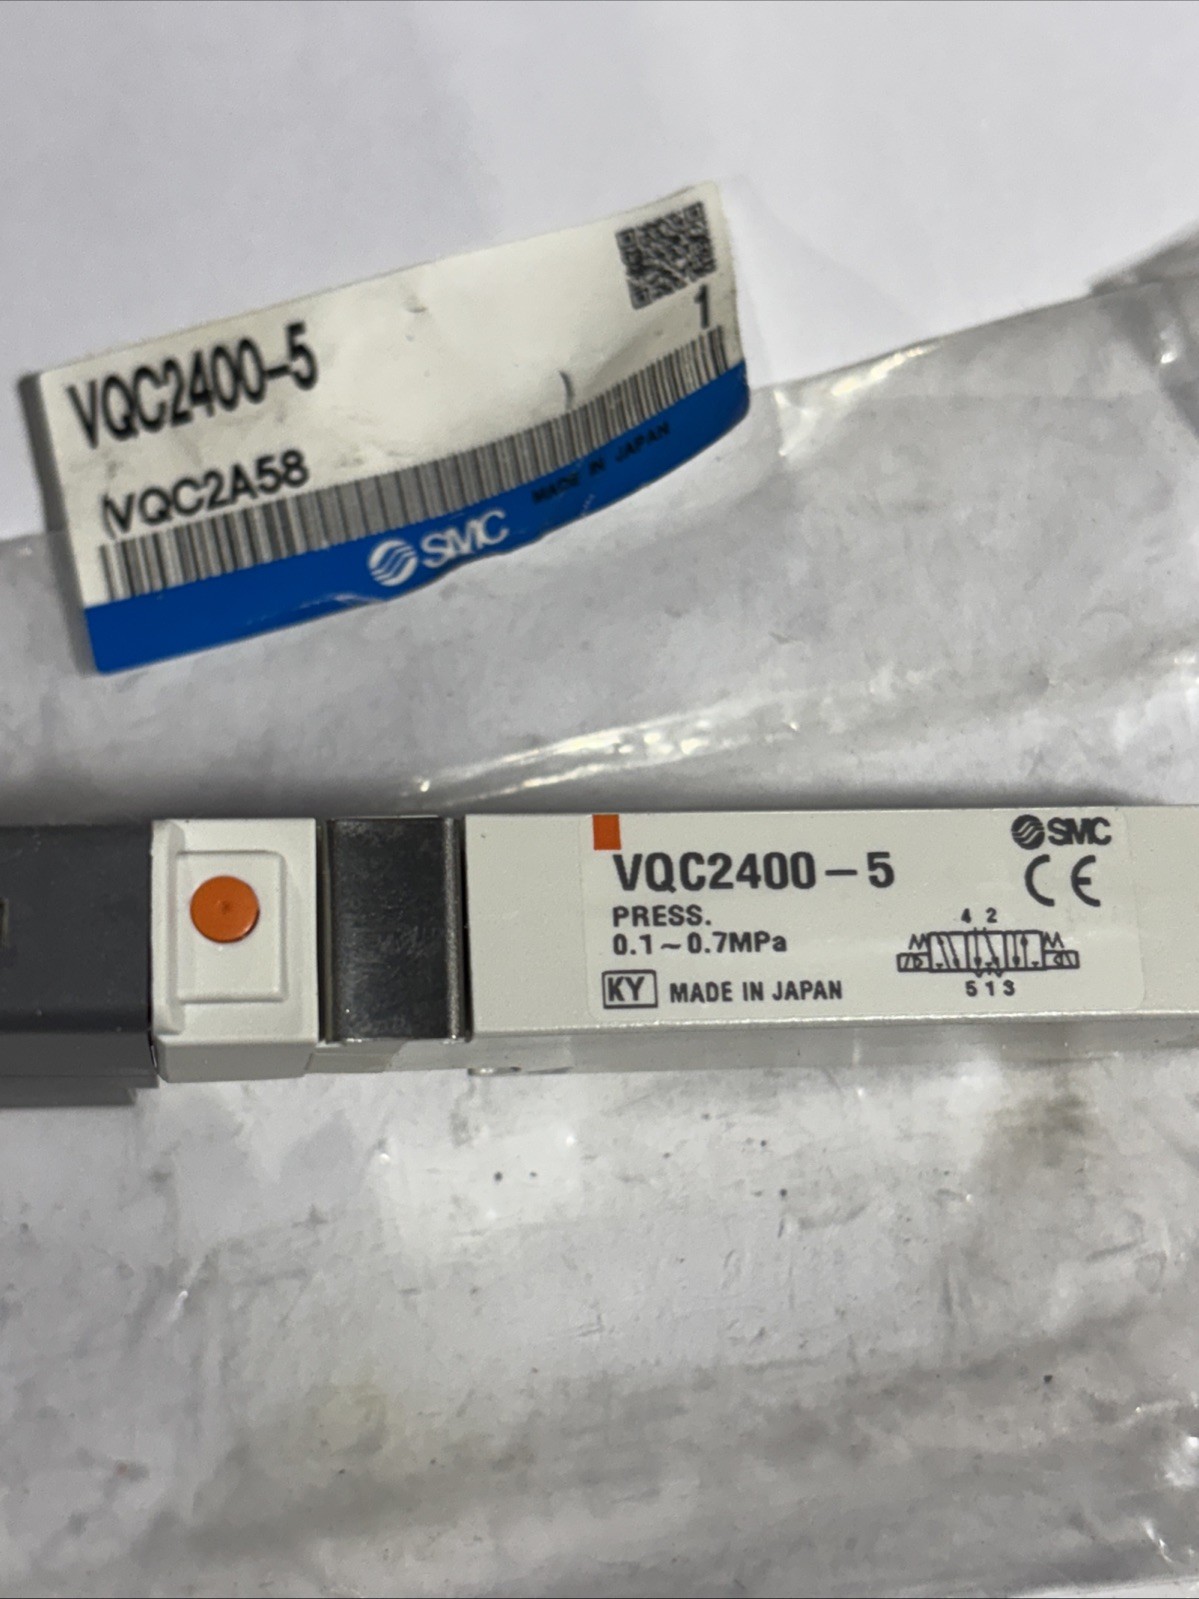 1
VQC2400-5
(VQC2A58
MADE IN JAPAN
SMC
SMC
VQC2400-5
CE
PRESS.
0.1~0.7MPa
4 2
5 1 3
KY MADE IN JAPAN